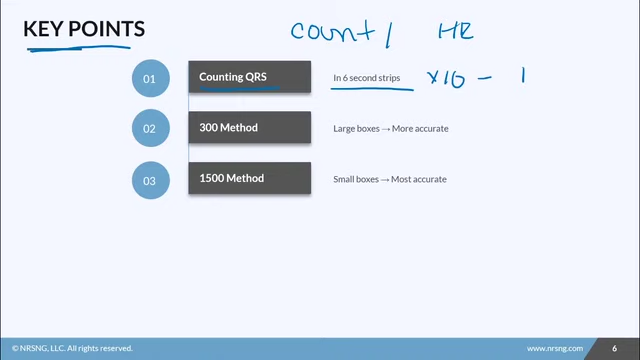 KEY POINTS
count / HR
01 Counting QRS In 6 second strips x10 - 1
02 300 Method Large boxes → More accurate
03 1500 Method Small boxes → Most accurate
© NRSNG, LLC. All rights reserved. www.nrsng.com 6